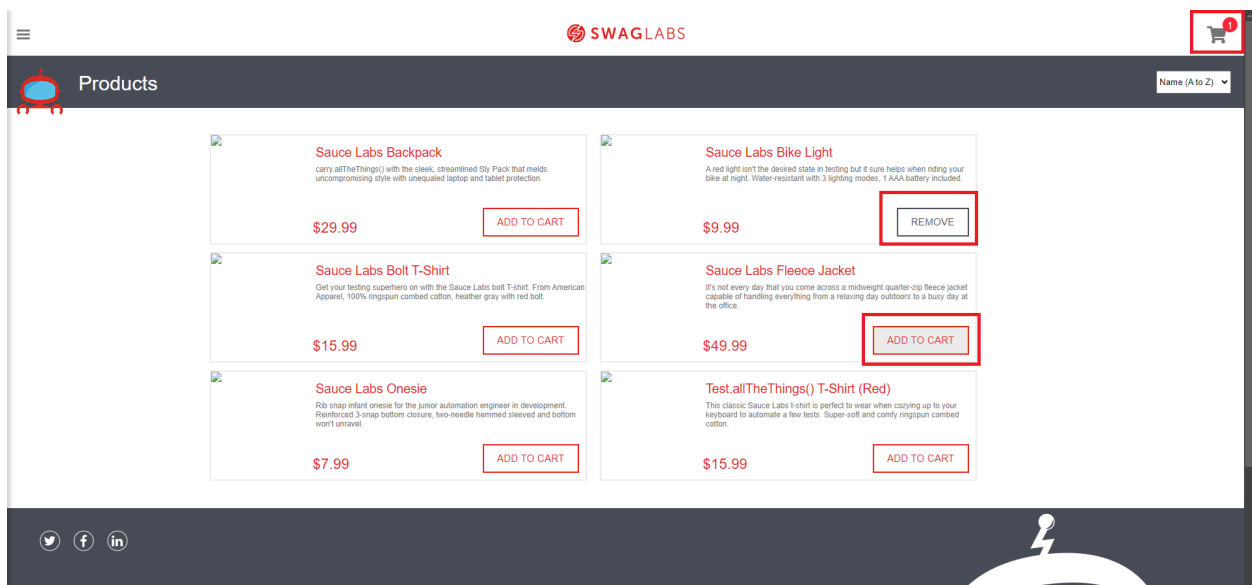 SWAGLABS
1
Products
Name (A to Z)
Sauce Labs Backpack
carry.allTheThings() with the sleek, streamlined Sly Pack that melds
uncompromising style with unequaled laptop and tablet protection.
$29.99
ADD TO CART
Sauce Labs Bike Light
A red light isn't the desired state in testing but it sure helps when riding your
bike at night. Water-resistant with 3 lighting modes, 1 AAA battery included.
$9.99
REMOVE
Sauce Labs Bolt T-Shirt
Get your testing superhero on with the Sauce Labs bolt T-shirt. From American
Apparel, 100% ringspun combed cotton, heather gray with red bolt.
$15.99
ADD TO CART
Sauce Labs Fleece Jacket
It's not every day that you come across a midweight quarter-zip fleece jacket
capable of handling everything from a relaxing day outdoors to a busy day at
the office.
$49.99
ADD TO CART
Sauce Labs Onesie
Rib snap infant onesie for the junior automation engineer in development.
Reinforced 3-snap bottom closure, two-needle hemmed sleeved and bottom
won't unravel.
$7.99
ADD TO CART
Test.allTheThings() T-Shirt (Red)
This classic Sauce Labs t-shirt is perfect to wear when cozying up to your
keyboard to automate a few tests. Super-soft and comfy ringspun combed
cotton.
$15.99
ADD TO CART